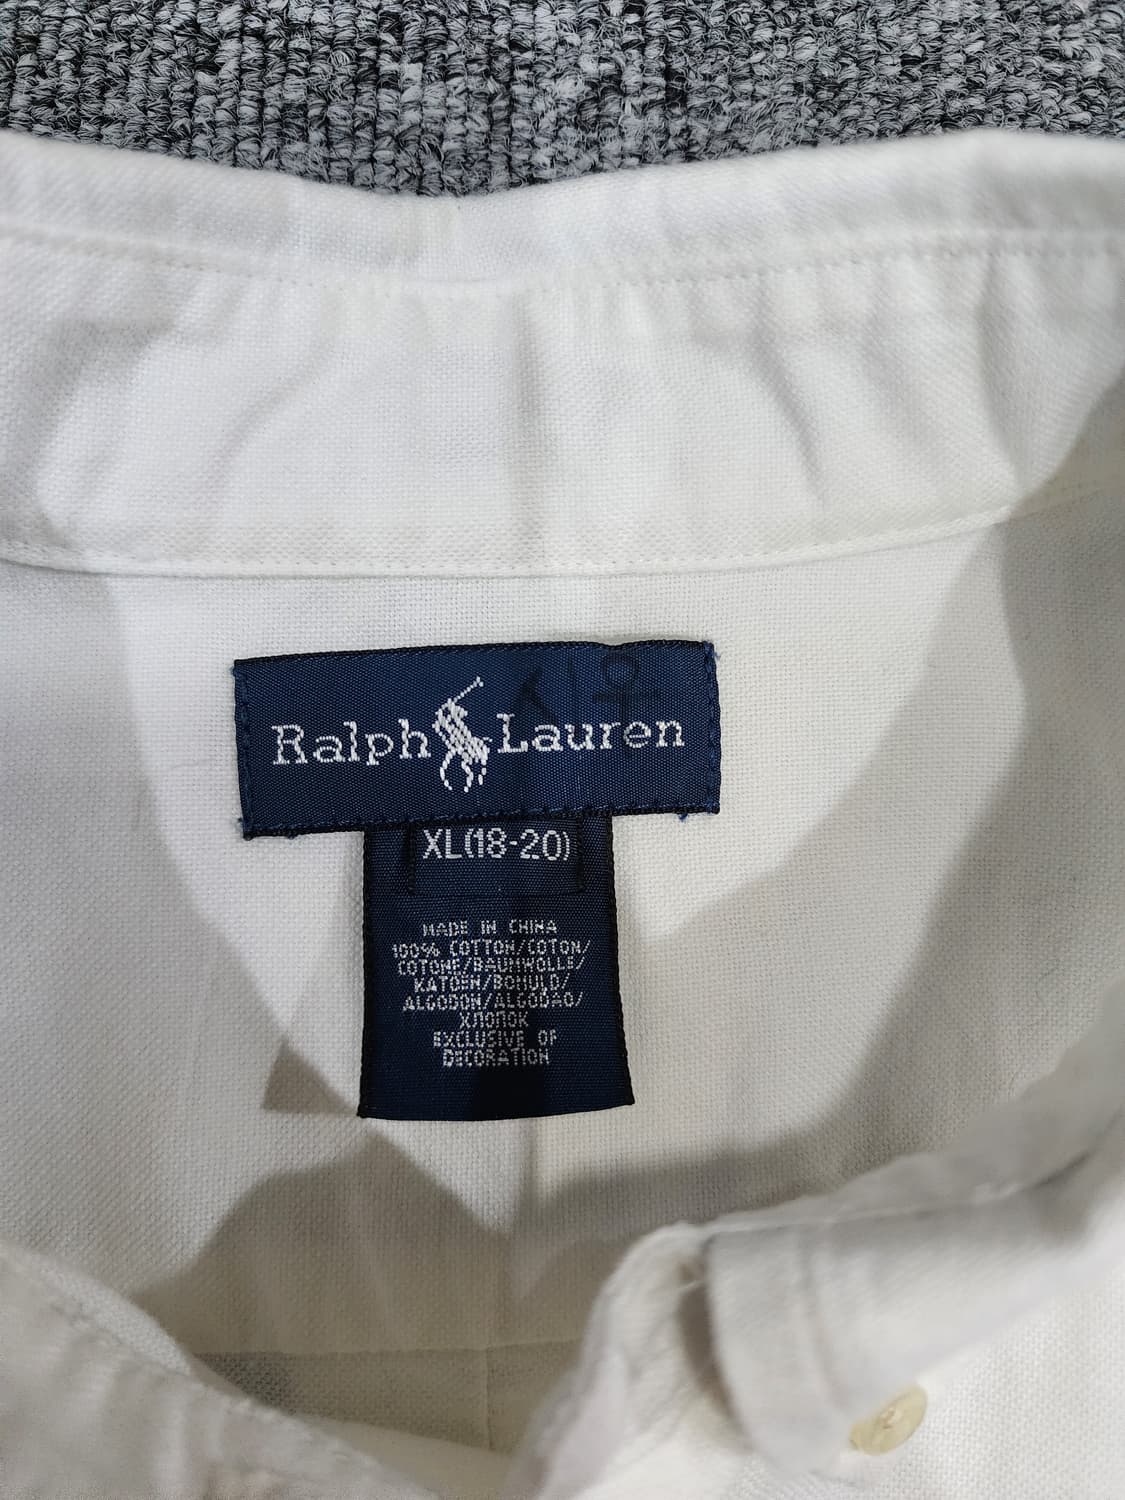 Ralph Lauren
XL(18-20)
MADE IN CHINA
100% COTTON/COTON/
COTONE/BAUMWOLLE/
KATOEN/BOMULD/
ALGODON/ALGODAO/
ХЛОПОК
EXCLUSIVE OF
DECORATION